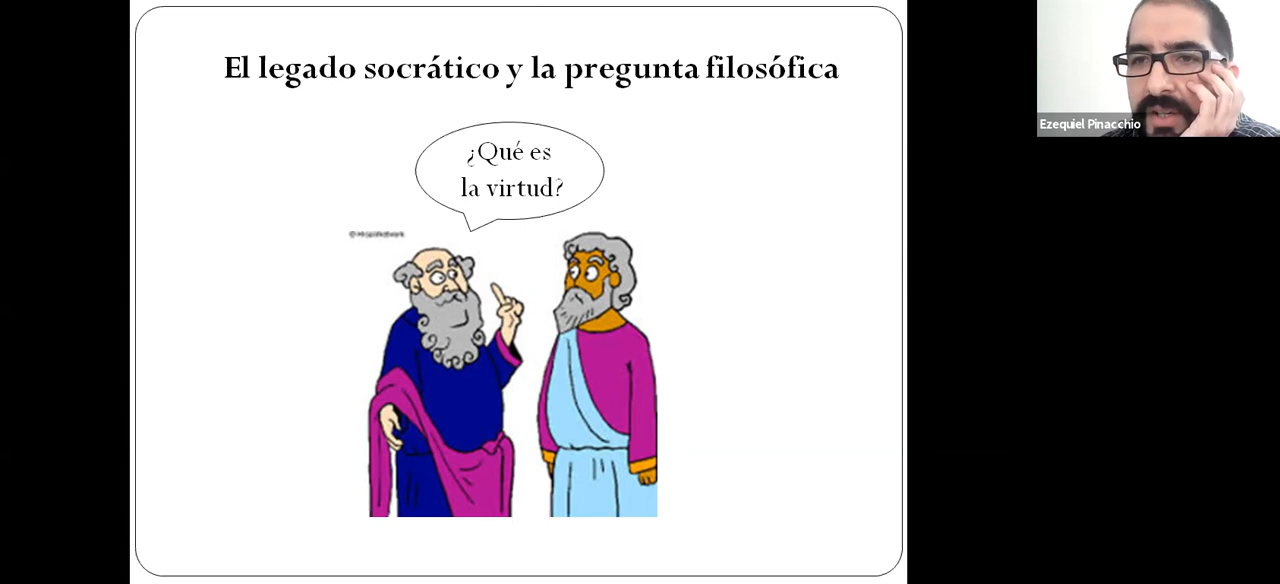 El legado socrático y la pregunta filosófica
¿Qué es
la virtud?
Ezequiel Pinacchio